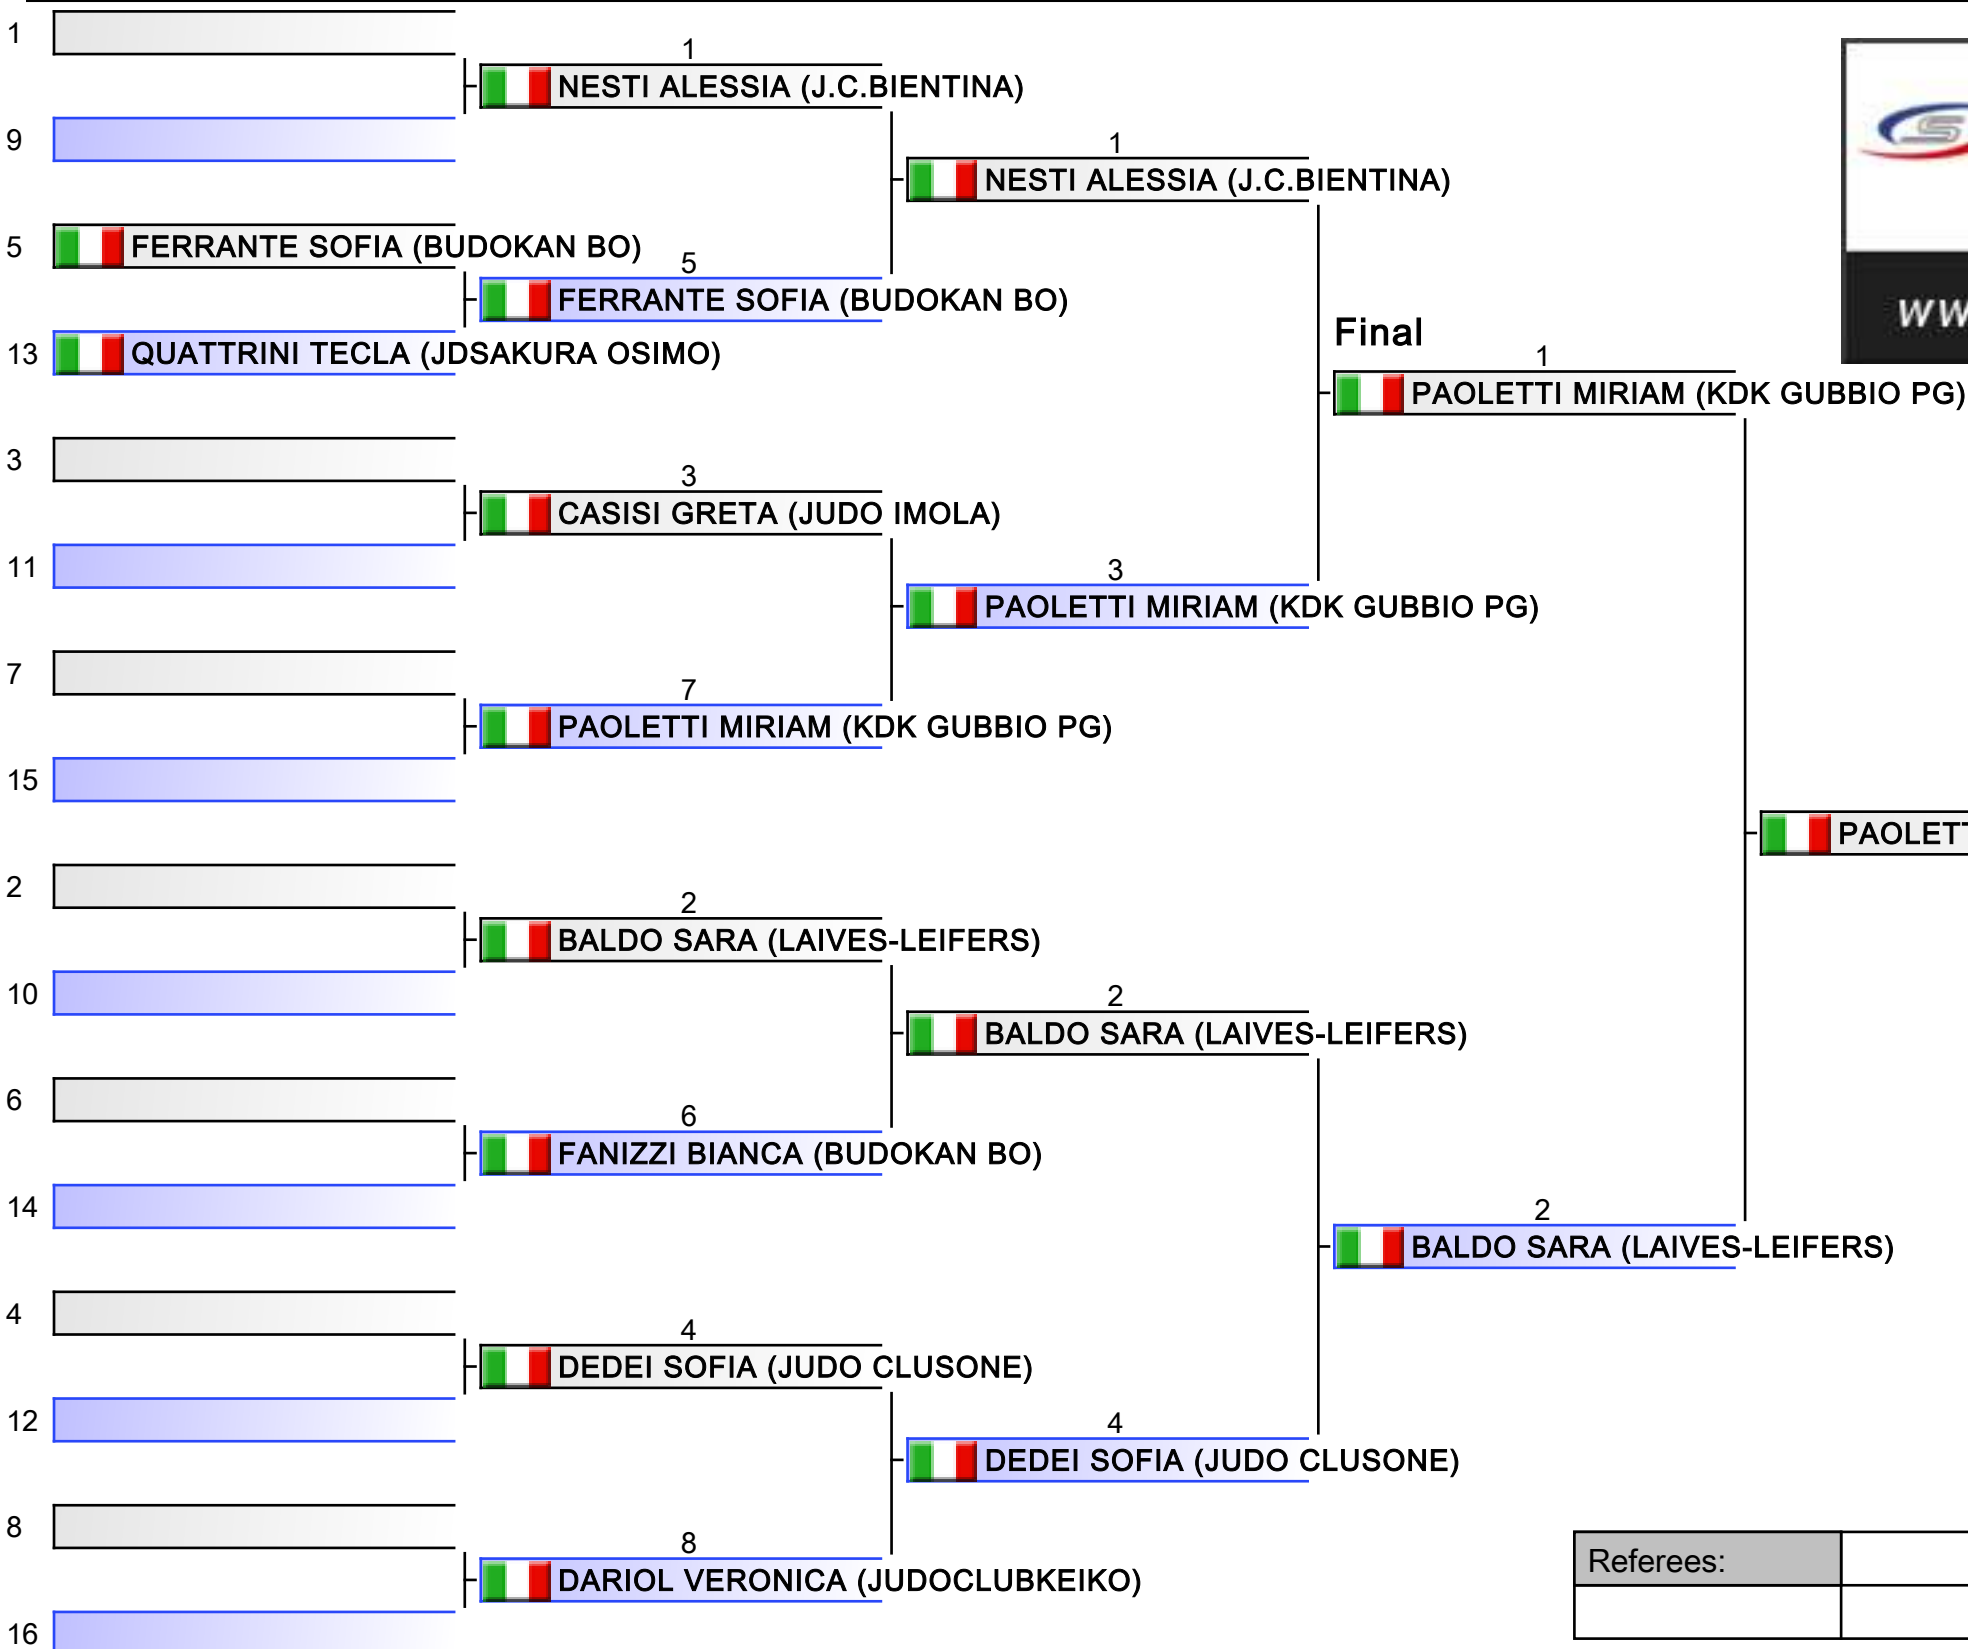 1
1
NESTI ALESSIA (J.C.BIENTINA)
9
1
NESTI ALESSIA (J.C.BIENTINA)
5
FERRANTE SOFIA (BUDOKAN BO)
5
FERRANTE SOFIA (BUDOKAN BO)
13
QUATTRINI TECLA (JDSAKURA OSIMO)
Final
1
PAOLETTI MIRIAM (KDK GUBBIO PG)
3
3
CASISI GRETA (JUDO IMOLA)
11
3
PAOLETTI MIRIAM (KDK GUBBIO PG)
7
7
PAOLETTI MIRIAM (KDK GUBBIO PG)
15
PAOLETT
2
2
BALDO SARA (LAIVES-LEIFERS)
10
2
BALDO SARA (LAIVES-LEIFERS)
6
6
FANIZZI BIANCA (BUDOKAN BO)
14
2
BALDO SARA (LAIVES-LEIFERS)
4
4
DEDEI SOFIA (JUDO CLUSONE)
12
4
DEDEI SOFIA (JUDO CLUSONE)
8
8
DARIOL VERONICA (JUDOCLUBKEIKO)
16
Referees:
S
ww